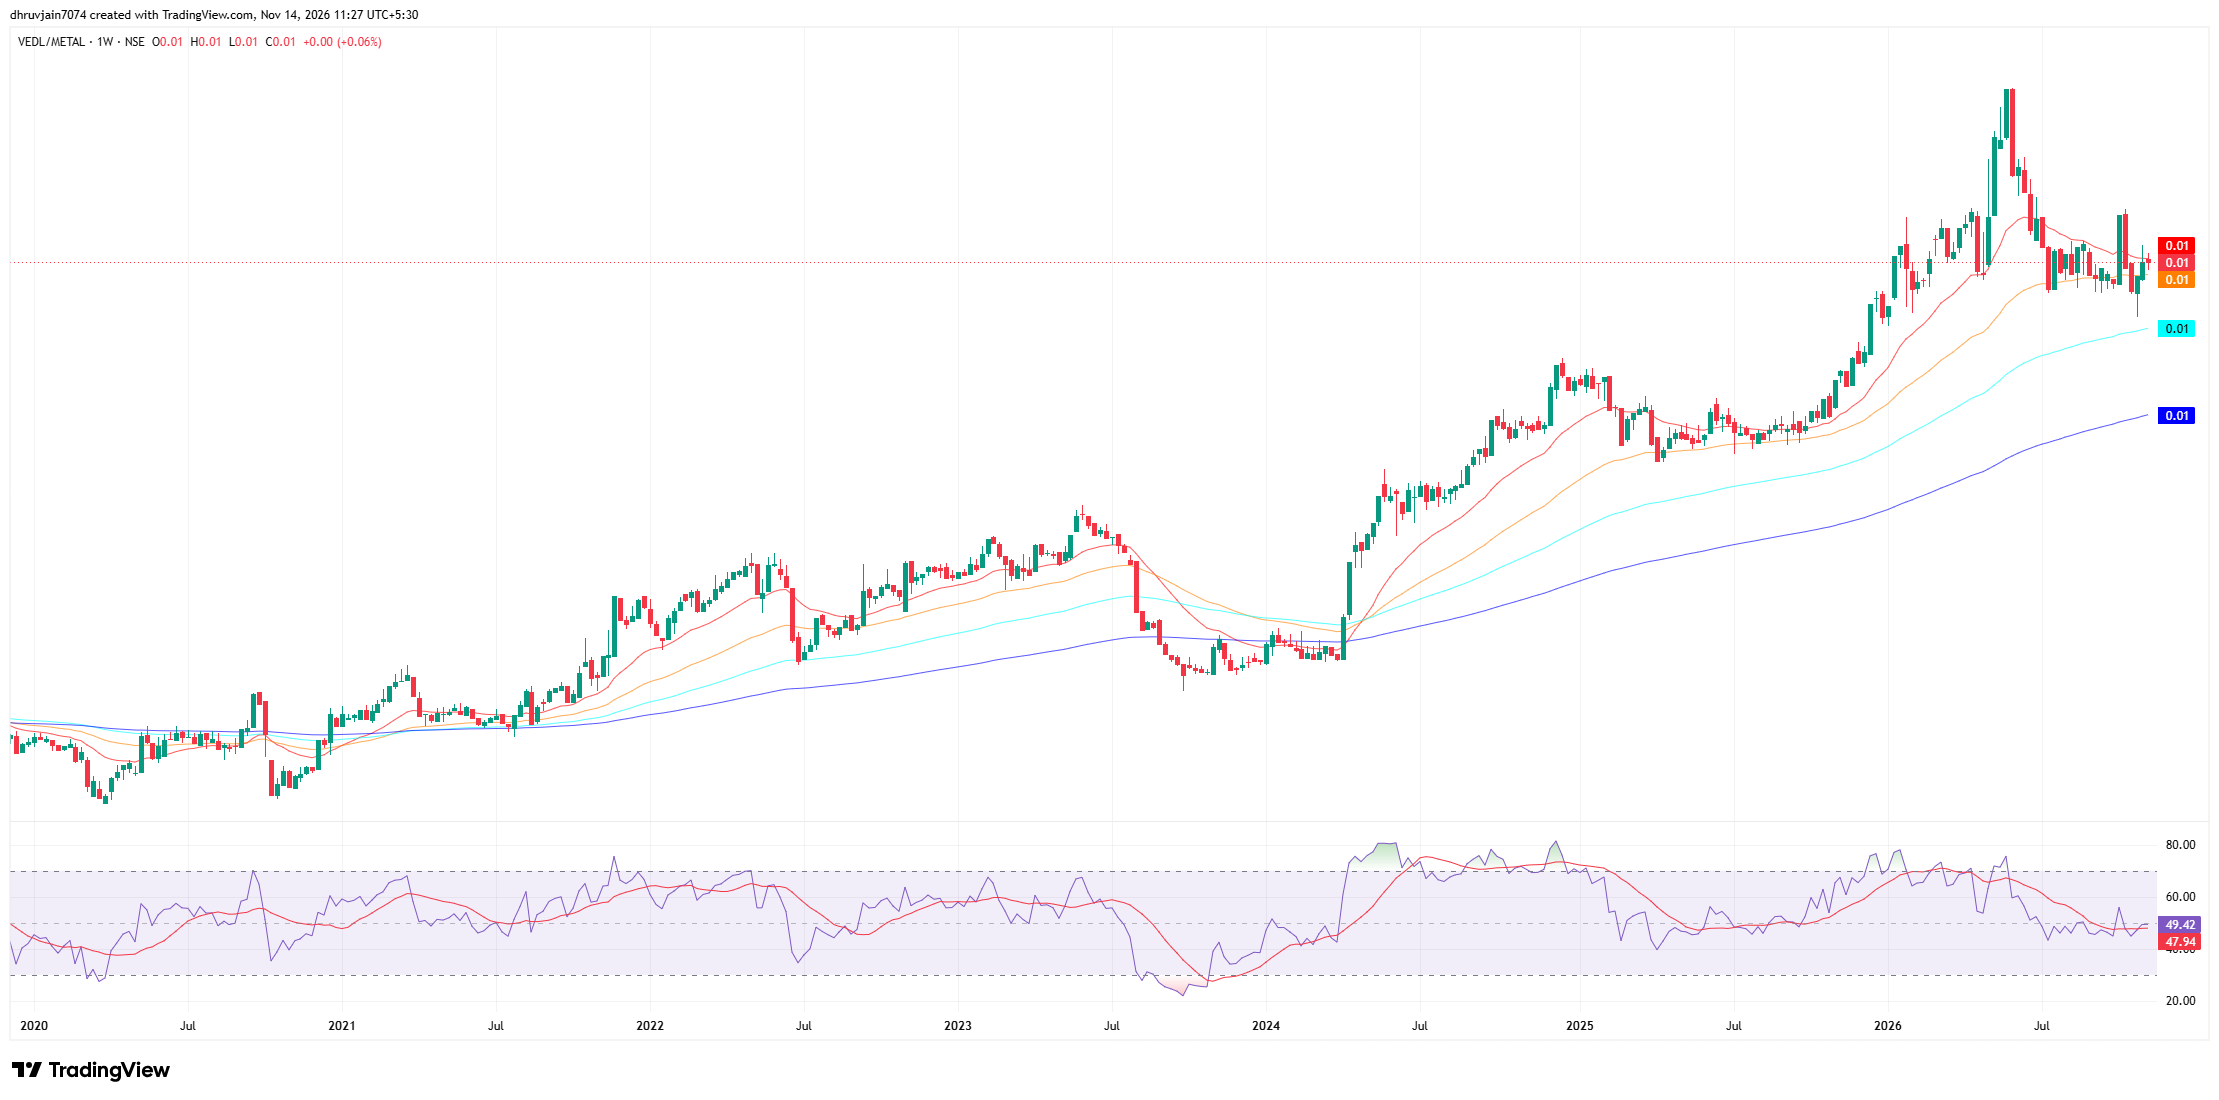 dhruvjain7074 created with TradingView.com, Nov 14, 2026 11:27 UTC+5:30
VEDL/METAL · 1W · NSE O0.01 H0.01 L0.01 C0.01 +0.00 (+0.06%)
0.01
0.01
0.01
0.01
0.01
80.00
60.00
49.42
47.94
40.00
20.00
2020 Jul 2021 Jul 2022 Jul 2023 Jul 2024 Jul 2025 Jul 2026 Jul
TradingView